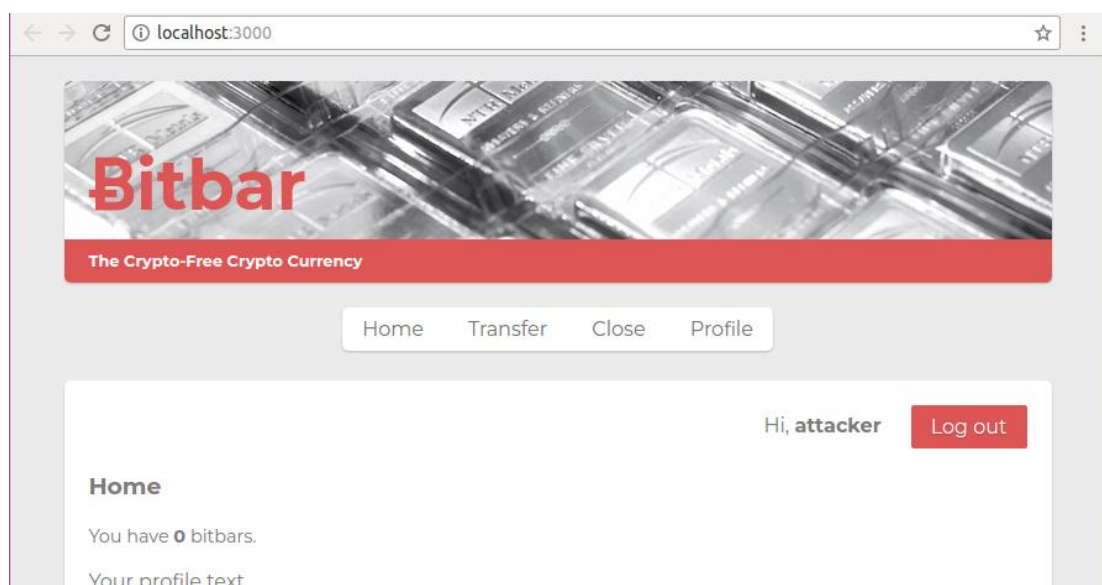 localhost:3000
Ƀitbar
The Crypto-Free Crypto Currency
Home Transfer Close Profile
Hi, attacker Log out
Home
You have 0 bitbars.
Your profile text